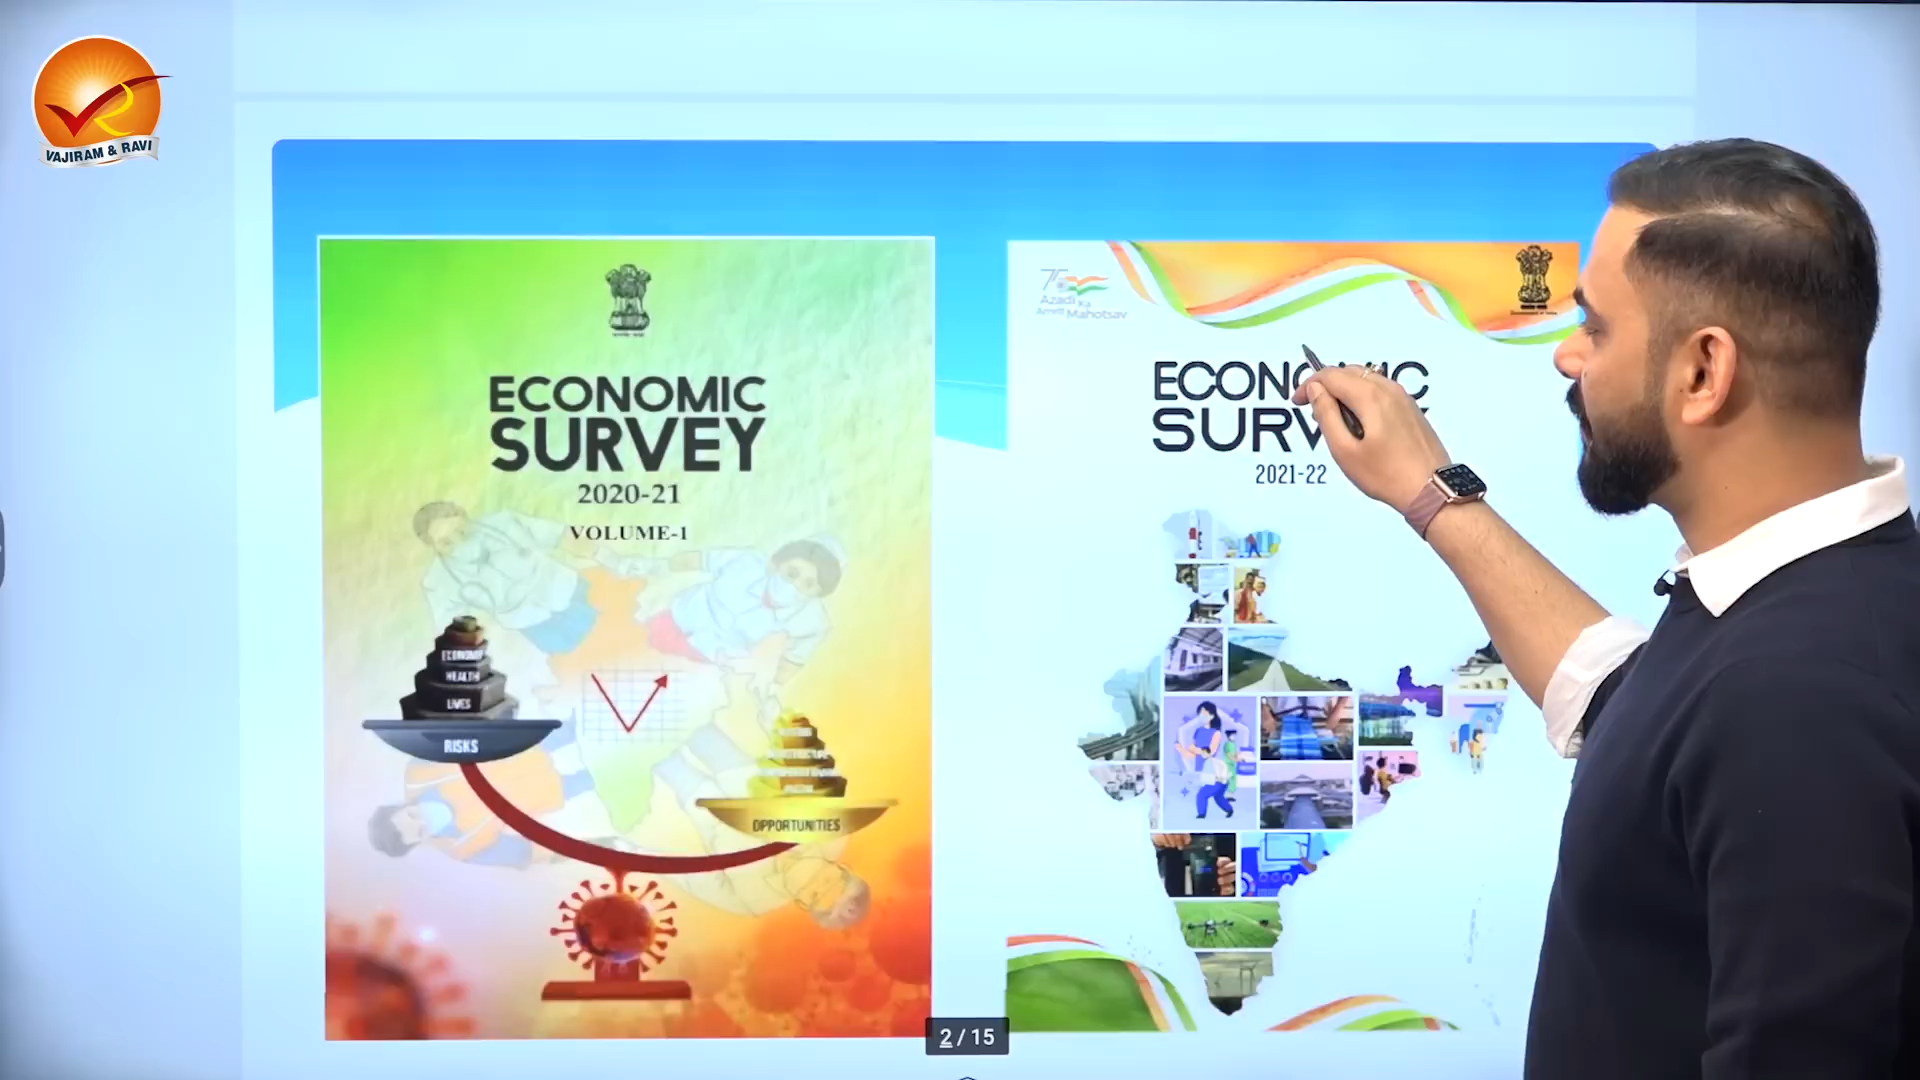 VAJIRAM & RAVI
ECONOMIC
SURVEY
2020-21
VOLUME-1
ECONOMY
HEALTH
LIVES
RISKS
OPPORTUNITIES
75
Azadi Ka
Amrit Mahotsav
2021-22
2 / 15